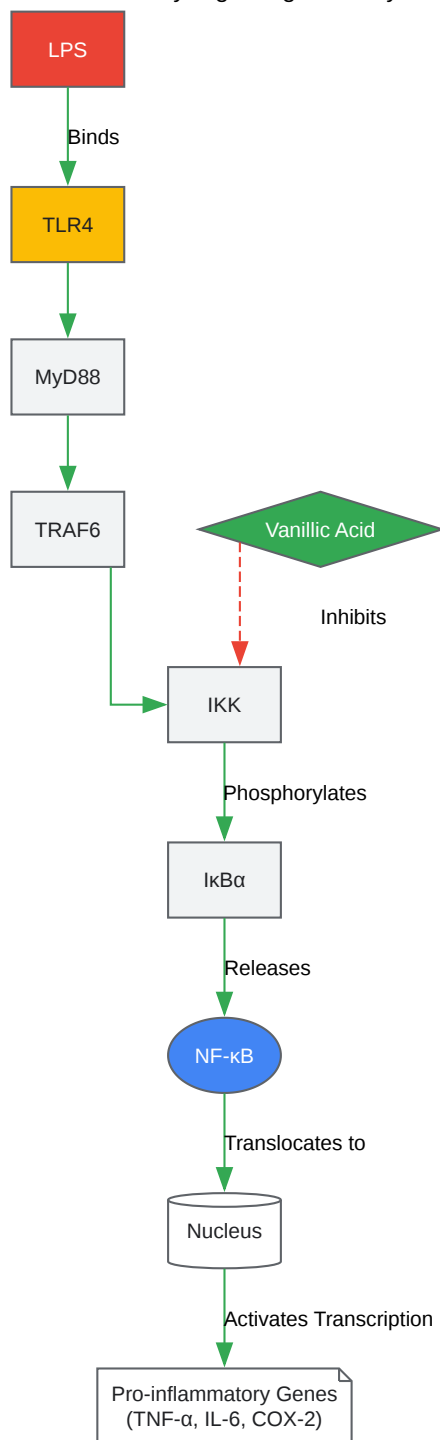 LPS
Binds
TLR4
MyD88
TRAF6
Vanillic Acid
Inhibits
IKK
Phosphorylates
IκBα
Releases
NF-κB
Translocates to
Nucleus
Activates Transcription
Pro-inflammatory Genes
(TNF-α, IL-6, COX-2)